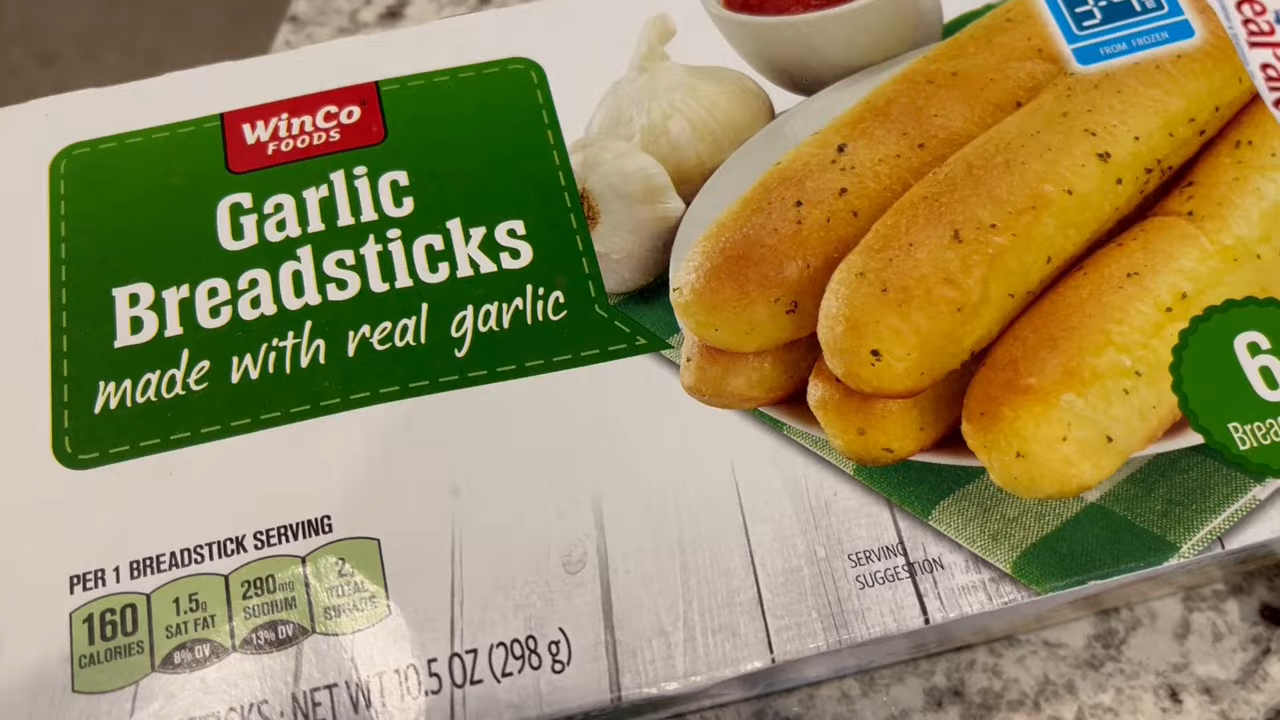 WinCo
FOODS
Garlic
Breadsticks
made with real garlic
FROM FROZEN
6
PER 1 BREADSTICK SERVING
160
CALORIES
1.5g
SAT FAT
8% DV
290mg
SODIUM
13% DV
TOTAL
SUGARS
SERVING
SUGGESTION
NET WT 10.5 OZ (298 g)